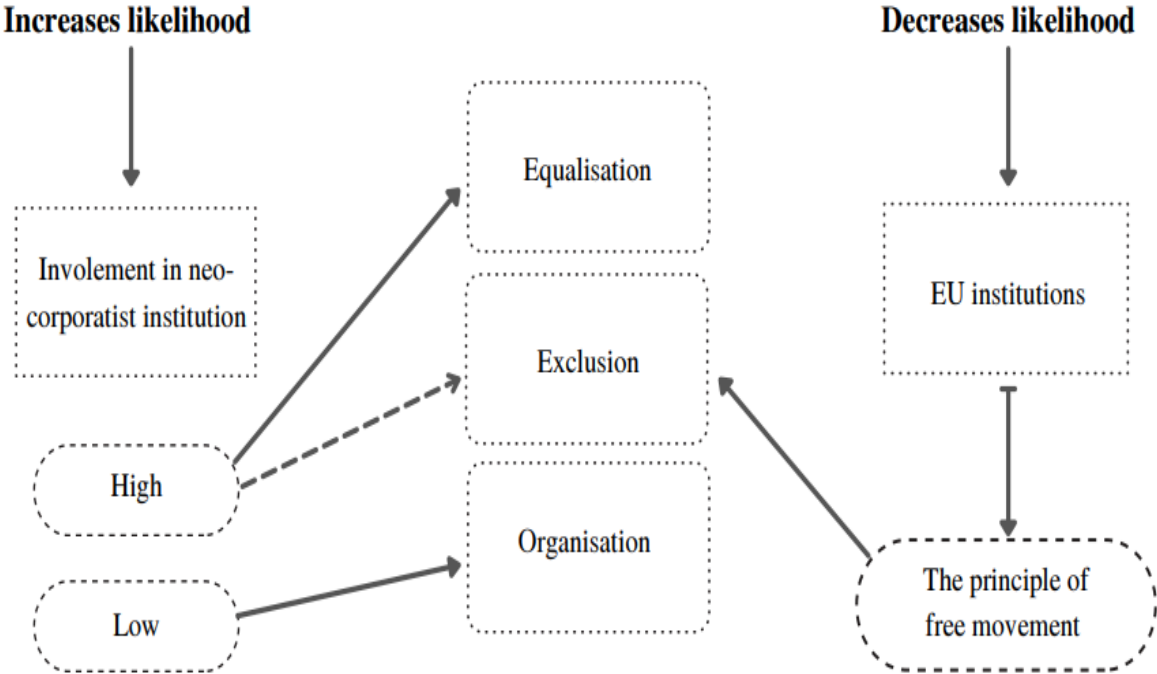 Increases likelihood
Decreases likelihood
Equalisation
Involement in neo-
corporatist institution
EU institutions
Exclusion
High
Organisation
The principle of
free movement
Low